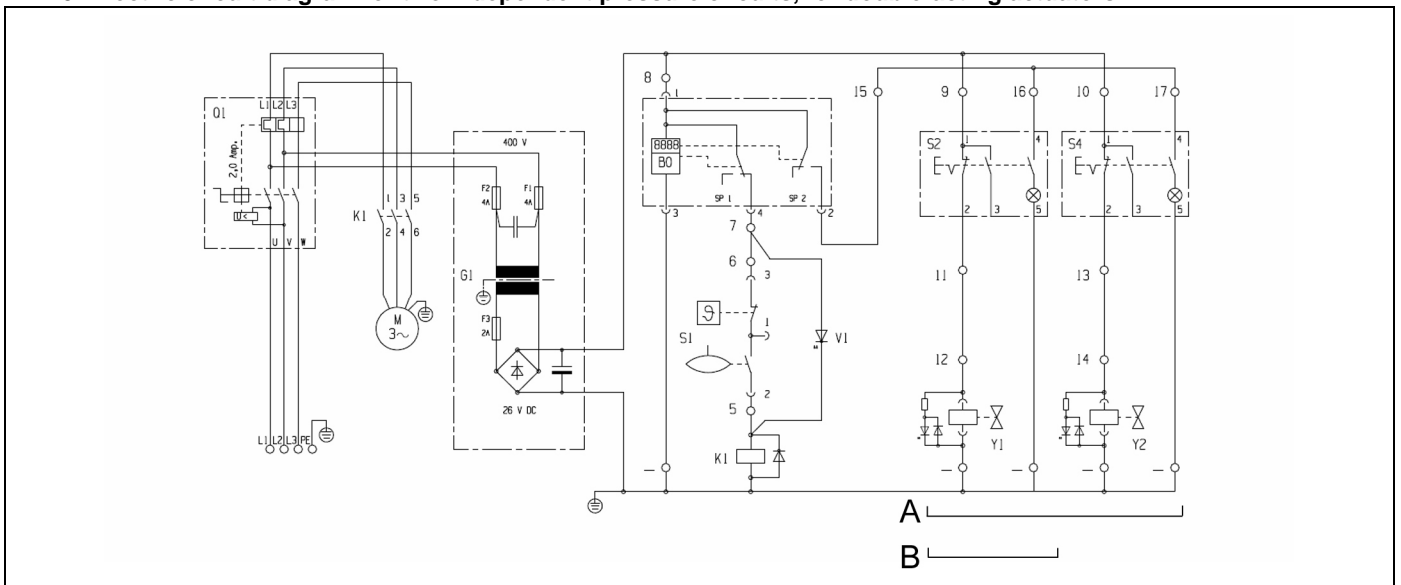 Q1
L1 L2 L3
2,0 Amp.
U<
U V W
K1
1 3 5
2 4 6
M
3~
L1 L2 L3 PE
400 V
F2
4A
F1
4A
G1
F3
2A
26 V DC
8
1
8888
B0
SP 1
SP 2
3
4
2
7
6
3
ϑ
1
S1
2
5
K1
V1
15
9
16
10
17
S2
1
4
2
3
5
S4
1
4
2
3
5
11
13
12
14
Y1
Y2
A
B